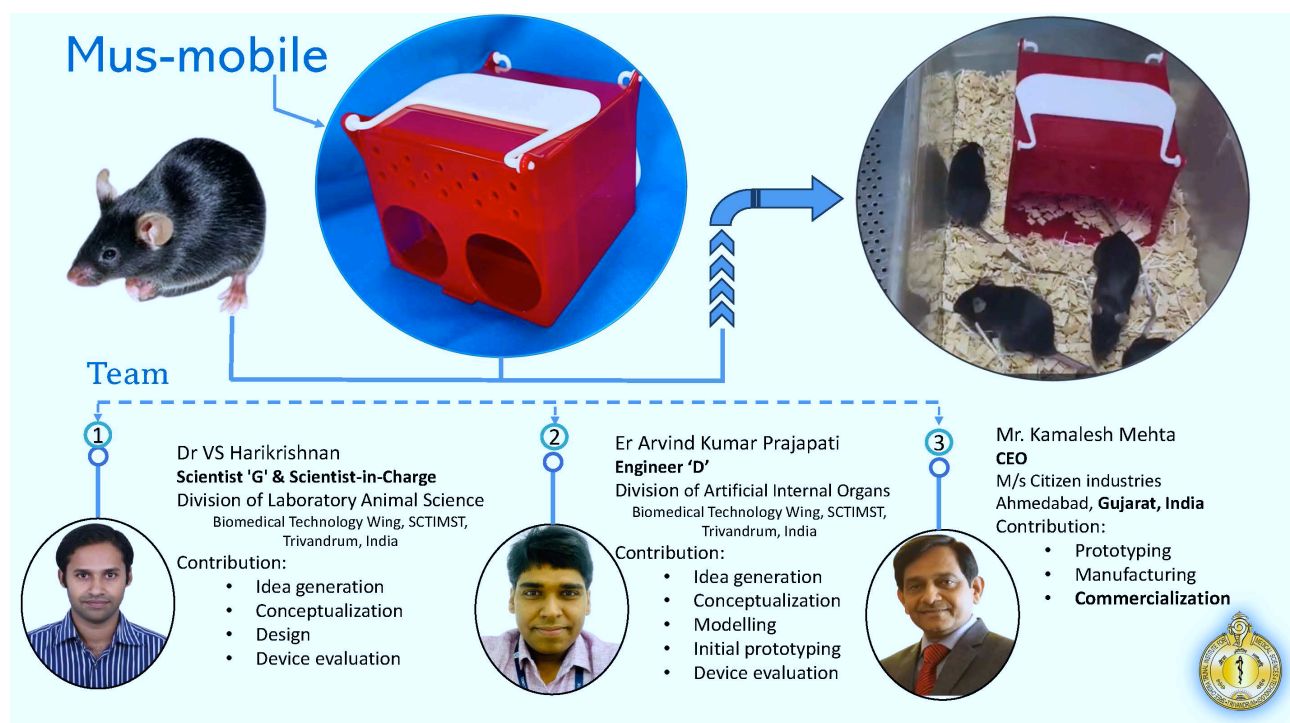 Mus-mobile
Team
1
Dr VS Harikrishnan
Scientist 'G' & Scientist-in-Charge
Division of Laboratory Animal Science
Biomedical Technology Wing, SCTIMST,
Trivandrum, India
Contribution:
• Idea generation
• Conceptualization
• Design
• Device evaluation
2
Er Arvind Kumar Prajapati
Engineer ‘D’
Division of Artificial Internal Organs
Biomedical Technology Wing, SCTIMST,
Trivandrum, India
Contribution:
• Idea generation
• Conceptualization
• Modelling
• Initial prototyping
• Device evaluation
3
Mr. Kamalesh Mehta
CEO
M/s Citizen industries
Ahmedabad, Gujarat, India
Contribution:
• Prototyping
• Manufacturing
• Commercialization